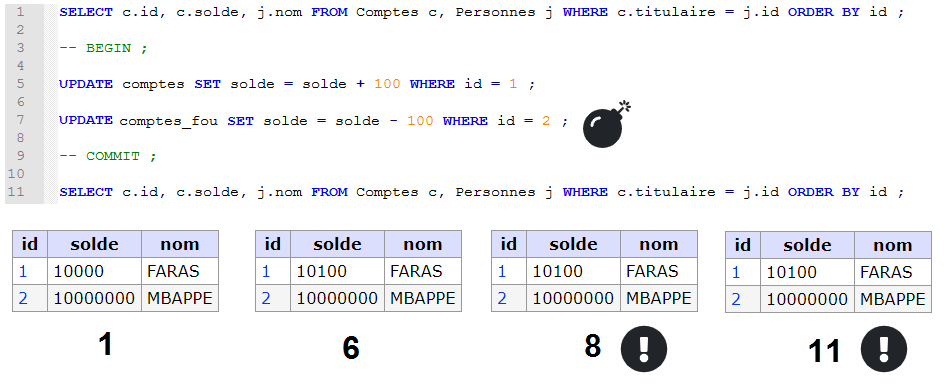 1 SELECT c.id, c.solde, j.nom FROM Comptes c, Personnes j WHERE c.titulaire = j.id ORDER BY id ;
2
3 -- BEGIN ;
4
5 UPDATE comptes SET solde = solde + 100 WHERE id = 1 ;
6
7 UPDATE comptes_fou SET solde = solde - 100 WHERE id = 2 ;
8
9 -- COMMIT ;
10
11 SELECT c.id, c.solde, j.nom FROM Comptes c, Personnes j WHERE c.titulaire = j.id ORDER BY id ;
id solde nom
1 10000 FARAS
2 10000000 MBAPPE
1
id solde nom
1 10100 FARAS
2 10000000 MBAPPE
6
id solde nom
1 10100 FARAS
2 10000000 MBAPPE
8 !
id solde nom
1 10100 FARAS
2 10000000 MBAPPE
11 !